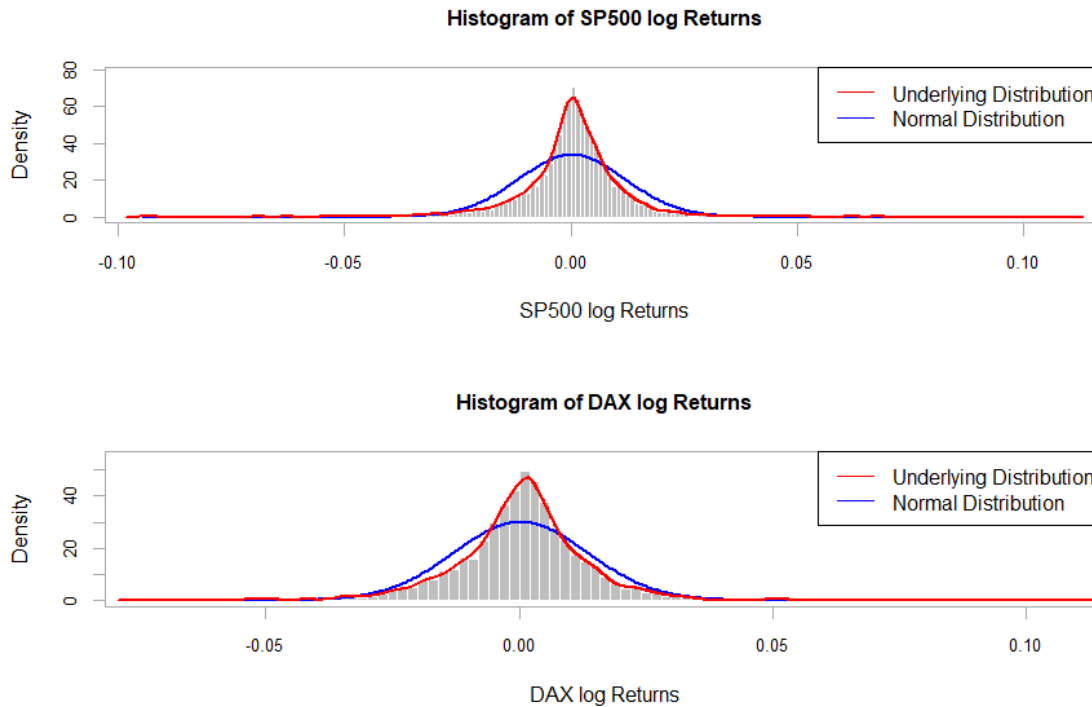 Histogram of SP500 log Returns
Density
80
60
40
20
0
Underlying Distribution
Normal Distribution
-0.10
-0.05
0.00
0.05
0.10
SP500 log Returns
Histogram of DAX log Returns
Density
40
20
0
Underlying Distribution
Normal Distribution
-0.05
0.00
0.05
0.10
DAX log Returns